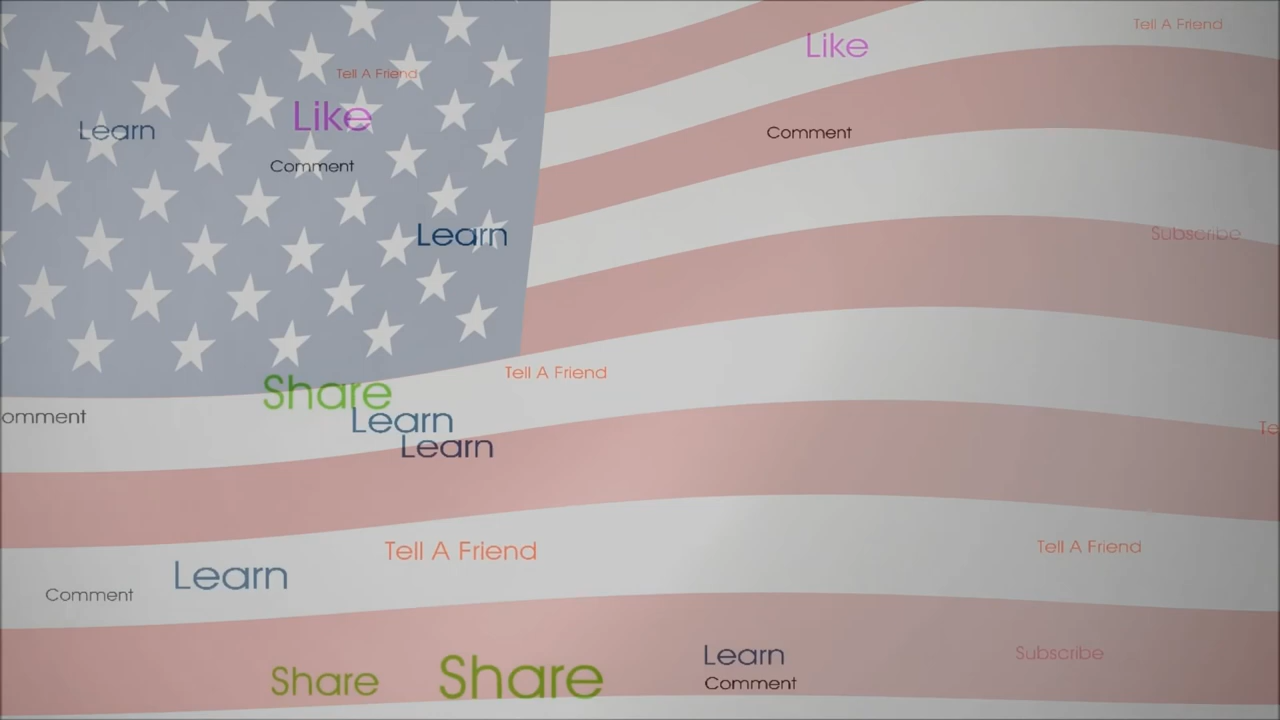 Tell A Friend
Like
Tell A Friend
Like
Learn
Comment
Comment
Learn
Subscribe
Tell A Friend
Share
omment
Learn
Te
Learn
Tell A Friend
Tell A Friend
Learn
Comment
Learn
Subscribe
Share
Share
Comment